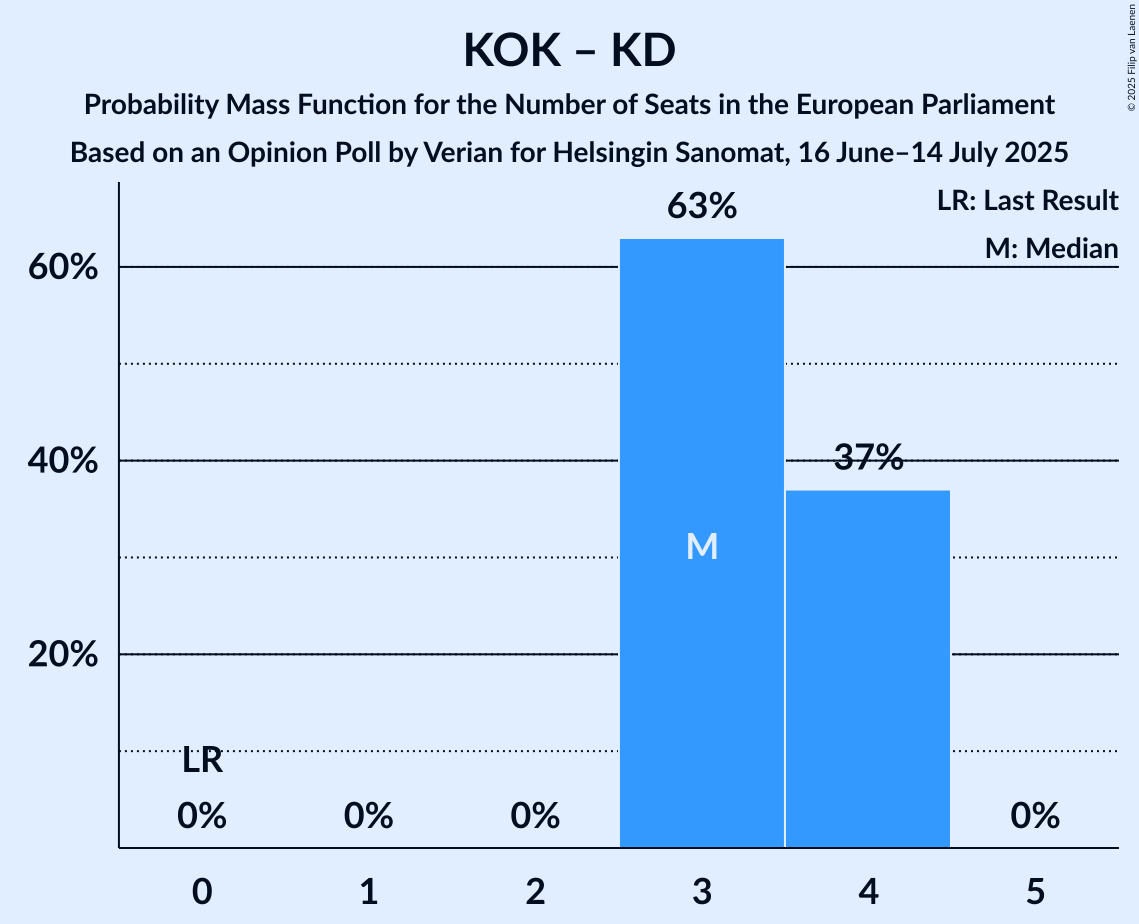 KOK – KD
Probability Mass Function for the Number of Seats in the European Parliament
Based on an Opinion Poll by Verian for Helsingin Sanomat, 16 June–14 July 2025
© 2025 Filip van Laenen
LR: Last Result
M: Median
63%
60%
40%
37%
M
20%
LR
0% 0% 0% 0%
0 1 2 3 4 5